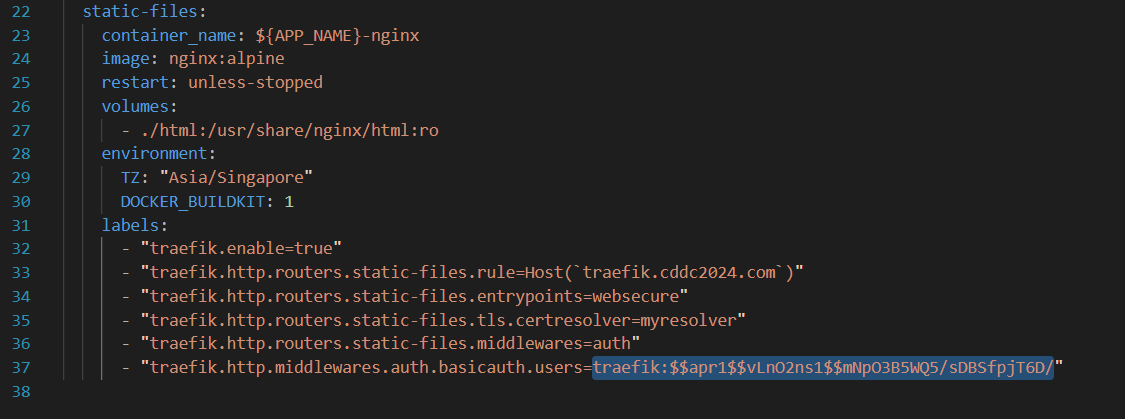 22 static-files:
23 container_name: ${APP_NAME}-nginx
24 image: nginx:alpine
25 restart: unless-stopped
26 volumes:
27 - ./html:/usr/share/nginx/html:ro
28 environment:
29 TZ: "Asia/Singapore"
30 DOCKER_BUILDKIT: 1
31 labels:
32 - "traefik.enable=true"
33 - "traefik.http.routers.static-files.rule=Host(`traefik.cddc2024.com`)"
34 - "traefik.http.routers.static-files.entrypoints=websecure"
35 - "traefik.http.routers.static-files.tls.certresolver=myresolver"
36 - "traefik.http.routers.static-files.middlewares=auth"
37 - "traefik.http.middlewares.auth.basicauth.users=traefik:$$apr1$$vLnO2ns1$$mNpO3B5WQ5/sDBSfpjT6D/"
38